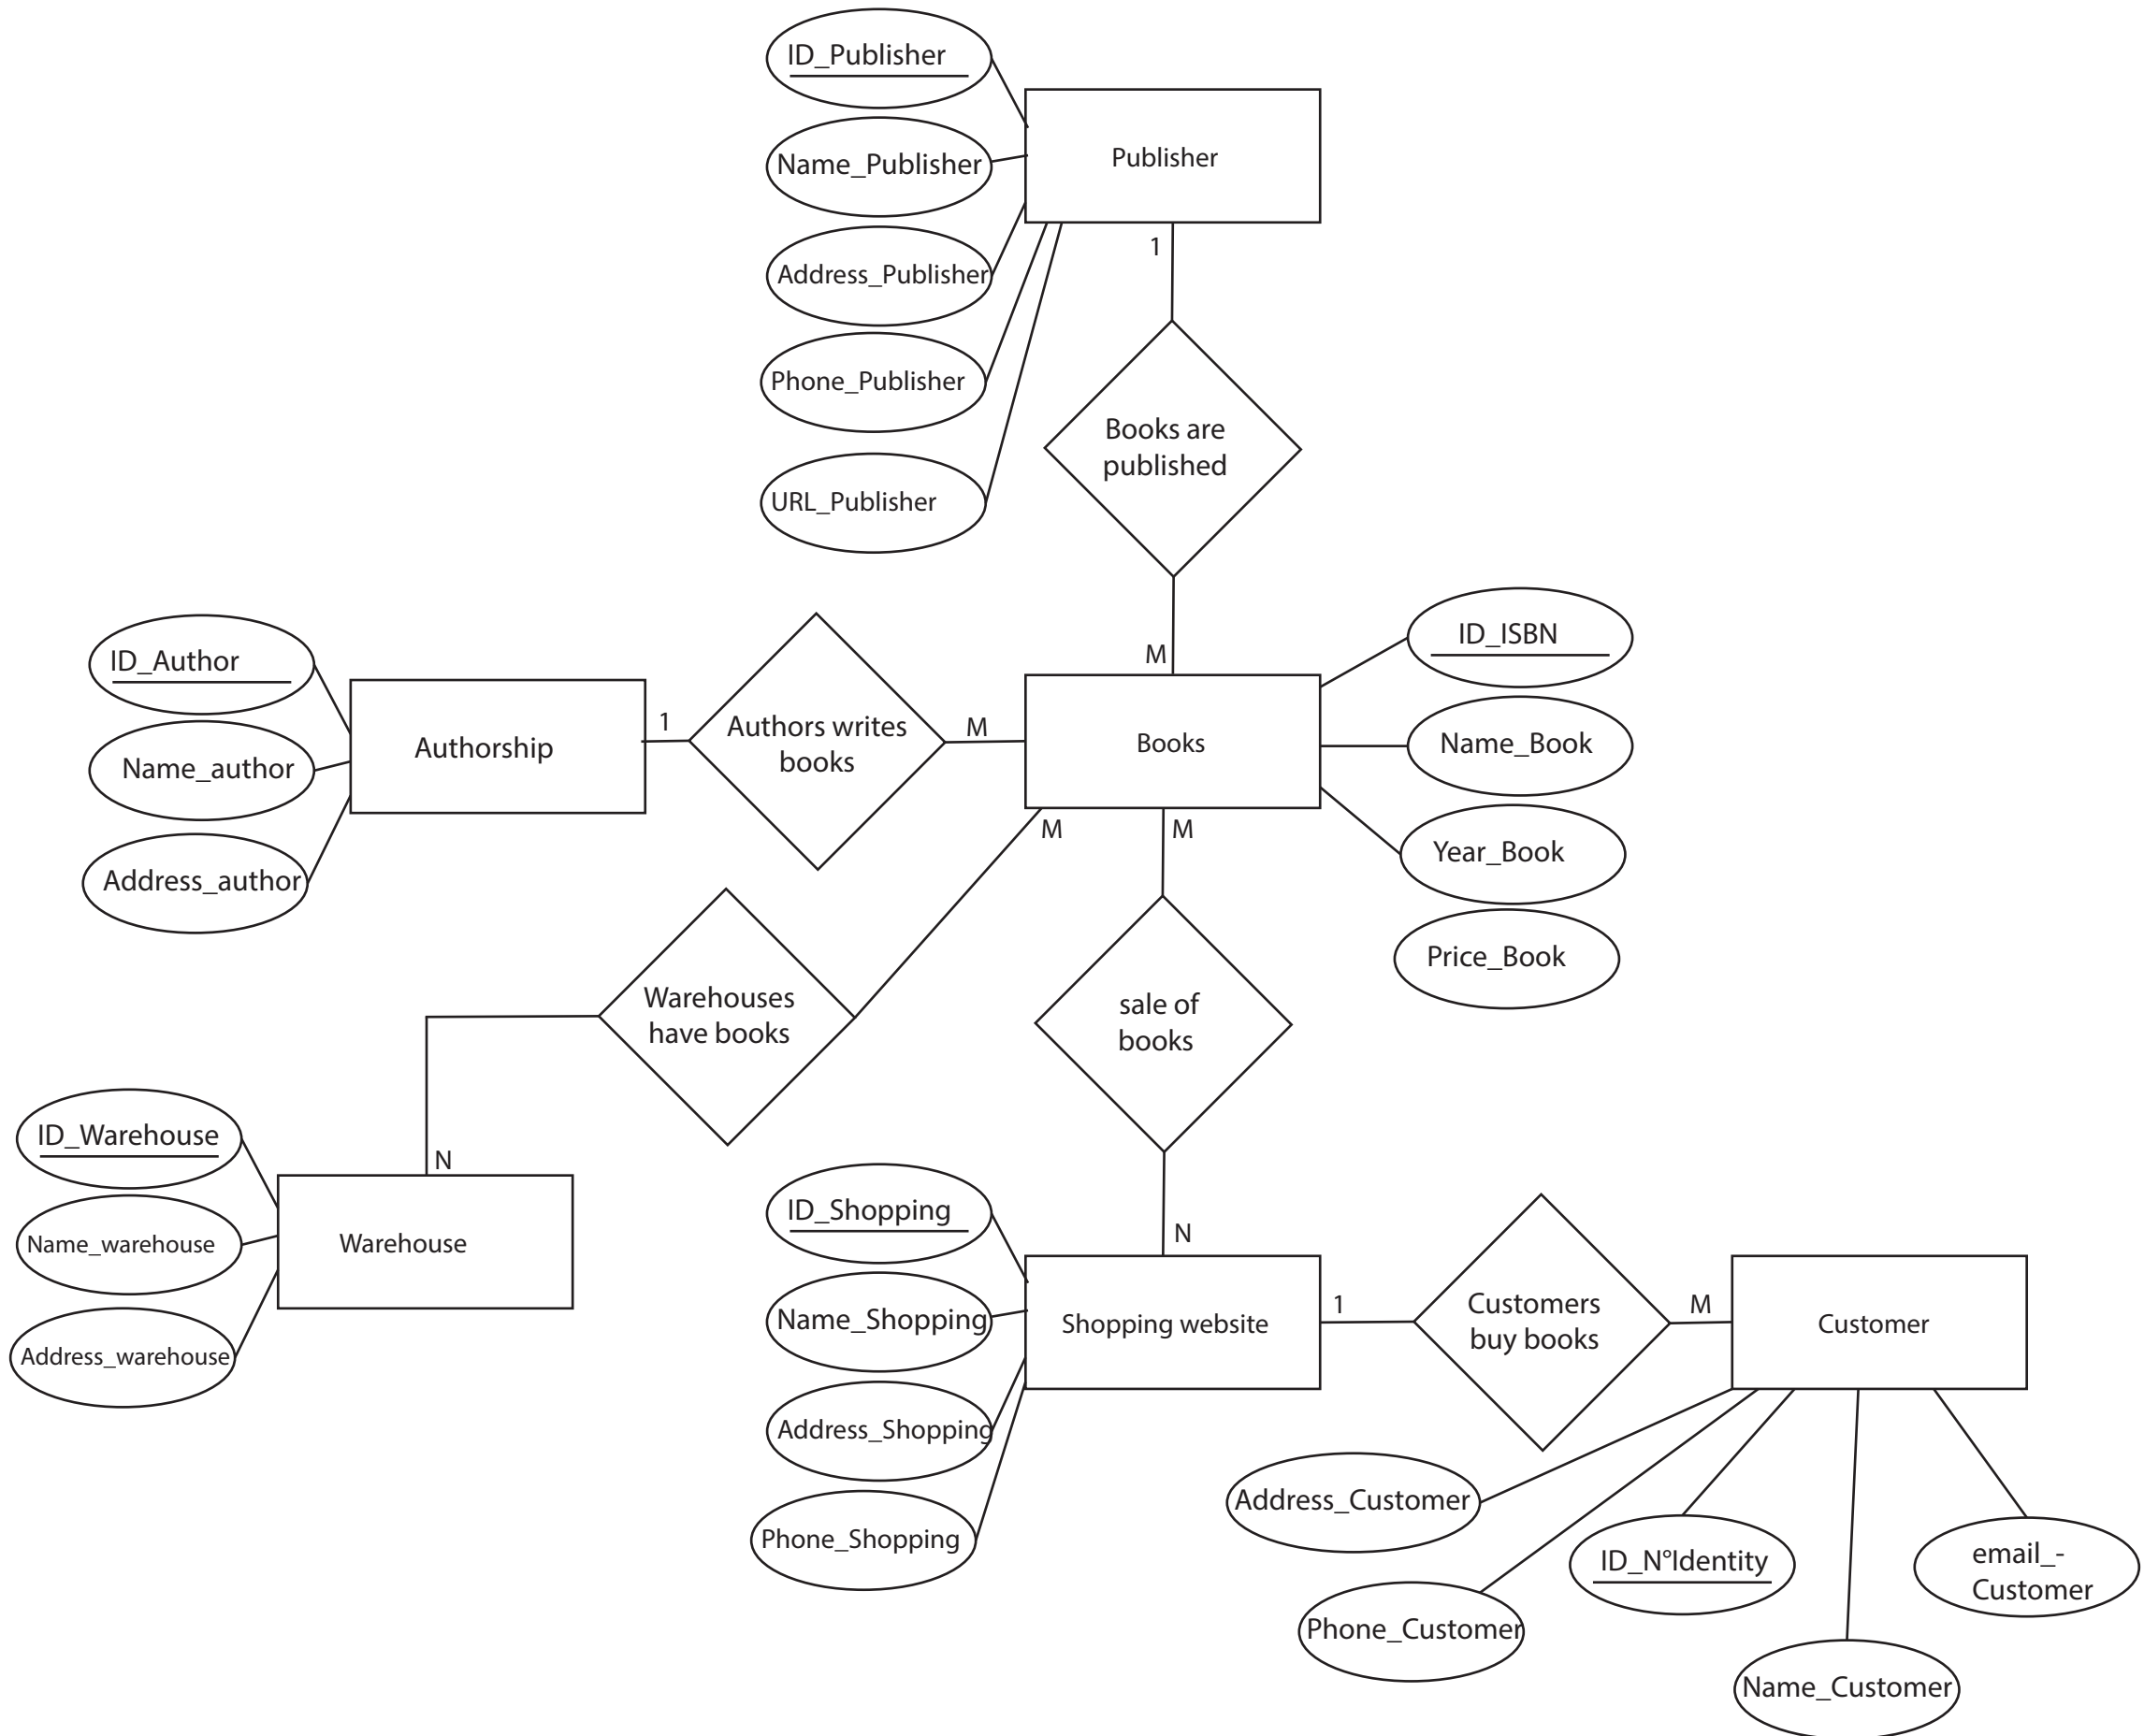 ID_Publisher
Name_Publisher
Publisher
Address_Publisher
Phone_Publisher
URL_Publisher
1
Books are
published
M
ID_Author
Name_author
Address_author
Authorship
1
Authors writes
books
M
Books
ID_ISBN
Name_Book
Year_Book
Price_Book
M
M
Warehouses
have books
sale of
books
N
N
ID_Warehouse
Name_warehouse
Address_warehouse
Warehouse
ID_Shopping
Name_Shopping
Address_Shopping
Phone_Shopping
Shopping website
1
Customers
buy books
M
Customer
Address_Customer
Phone_Customer
ID_N°Identity
Name_Customer
email_-
Customer